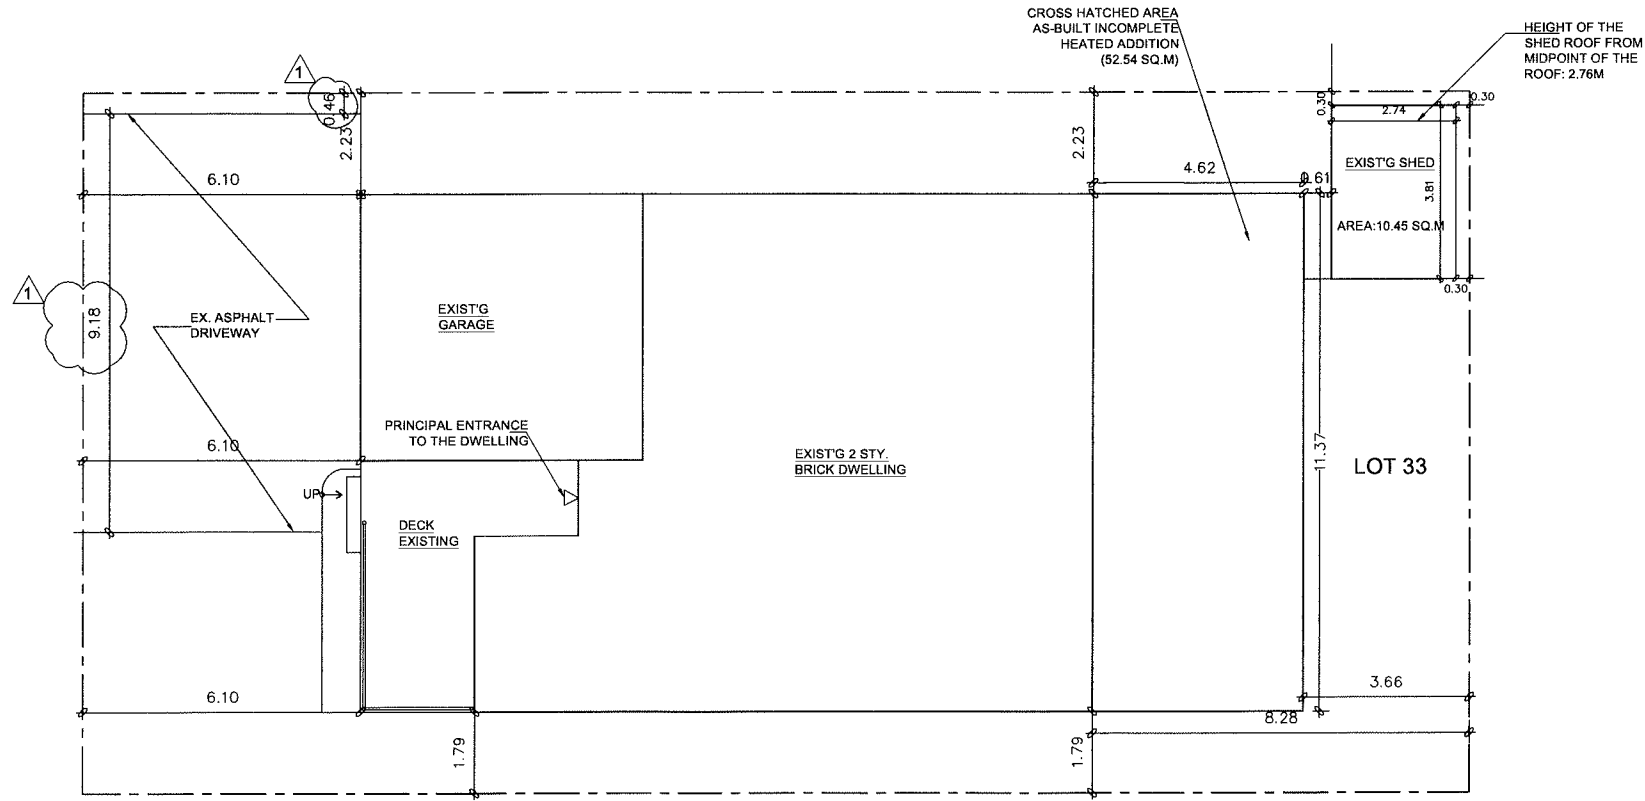 CROSS HATCHED AREA
AS-BUILT INCOMPLETE
HEATED ADDITION
(52.54 SQ.M)
HEIGHT OF THE
SHED ROOF FROM
MIDPOINT OF THE
ROOF: 2.76M
1
0.46
2.23
2.23
0.30
2.74
0.30
6.10
4.62
0.61
EXIST'G SHED
3.81
AREA:10.45 SQ.M
0.30
1
9.18
EX. ASPHALT
DRIVEWAY
EXIST'G
GARAGE
PRINCIPAL ENTRANCE
TO THE DWELLING
6.10
EXIST'G 2 STY.
BRICK DWELLING
11.37
LOT 33
UP
DECK
EXISTING
6.10
3.66
8.28
1.79
1.79